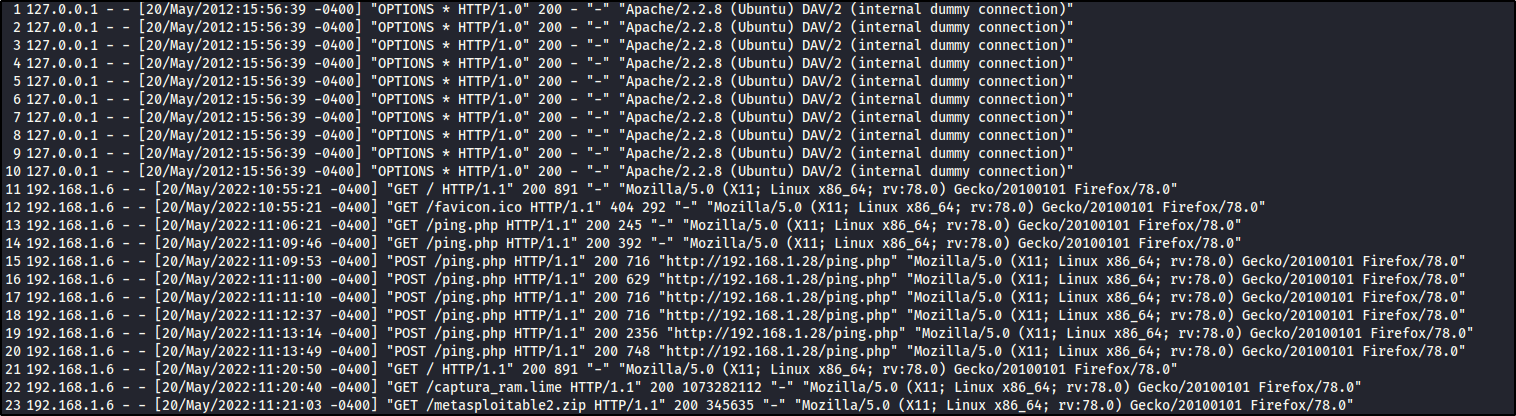 1 127.0.0.1 - - [20/May/2012:15:56:39 -0400] "OPTIONS * HTTP/1.0" 200 - "-" "Apache/2.2.8 (Ubuntu) DAV/2 (internal dummy connection)"
2 127.0.0.1 - - [20/May/2012:15:56:39 -0400] "OPTIONS * HTTP/1.0" 200 - "-" "Apache/2.2.8 (Ubuntu) DAV/2 (internal dummy connection)"
3 127.0.0.1 - - [20/May/2012:15:56:39 -0400] "OPTIONS * HTTP/1.0" 200 - "-" "Apache/2.2.8 (Ubuntu) DAV/2 (internal dummy connection)"
4 127.0.0.1 - - [20/May/2012:15:56:39 -0400] "OPTIONS * HTTP/1.0" 200 - "-" "Apache/2.2.8 (Ubuntu) DAV/2 (internal dummy connection)"
5 127.0.0.1 - - [20/May/2012:15:56:39 -0400] "OPTIONS * HTTP/1.0" 200 - "-" "Apache/2.2.8 (Ubuntu) DAV/2 (internal dummy connection)"
6 127.0.0.1 - - [20/May/2012:15:56:39 -0400] "OPTIONS * HTTP/1.0" 200 - "-" "Apache/2.2.8 (Ubuntu) DAV/2 (internal dummy connection)"
7 127.0.0.1 - - [20/May/2012:15:56:39 -0400] "OPTIONS * HTTP/1.0" 200 - "-" "Apache/2.2.8 (Ubuntu) DAV/2 (internal dummy connection)"
8 127.0.0.1 - - [20/May/2012:15:56:39 -0400] "OPTIONS * HTTP/1.0" 200 - "-" "Apache/2.2.8 (Ubuntu) DAV/2 (internal dummy connection)"
9 127.0.0.1 - - [20/May/2012:15:56:39 -0400] "OPTIONS * HTTP/1.0" 200 - "-" "Apache/2.2.8 (Ubuntu) DAV/2 (internal dummy connection)"
10 127.0.0.1 - - [20/May/2012:15:56:39 -0400] "OPTIONS * HTTP/1.0" 200 - "-" "Apache/2.2.8 (Ubuntu) DAV/2 (internal dummy connection)"
11 192.168.1.6 - - [20/May/2022:10:55:21 -0400] "GET / HTTP/1.1" 200 891 "-" "Mozilla/5.0 (X11; Linux x86_64; rv:78.0) Gecko/20100101 Firefox/78.0"
12 192.168.1.6 - - [20/May/2022:10:55:21 -0400] "GET /favicon.ico HTTP/1.1" 404 292 "-" "Mozilla/5.0 (X11; Linux x86_64; rv:78.0) Gecko/20100101 Firefox/78.0"
13 192.168.1.6 - - [20/May/2022:11:06:21 -0400] "GET /ping.php HTTP/1.1" 200 245 "-" "Mozilla/5.0 (X11; Linux x86_64; rv:78.0) Gecko/20100101 Firefox/78.0"
14 192.168.1.6 - - [20/May/2022:11:09:46 -0400] "GET /ping.php HTTP/1.1" 200 392 "-" "Mozilla/5.0 (X11; Linux x86_64; rv:78.0) Gecko/20100101 Firefox/78.0"
15 192.168.1.6 - - [20/May/2022:11:09:53 -0400] "POST /ping.php HTTP/1.1" 200 716 "http://192.168.1.28/ping.php" "Mozilla/5.0 (X11; Linux x86_64; rv:78.0) Gecko/20100101 Firefox/78.0"
16 192.168.1.6 - - [20/May/2022:11:11:00 -0400] "POST /ping.php HTTP/1.1" 200 629 "http://192.168.1.28/ping.php" "Mozilla/5.0 (X11; Linux x86_64; rv:78.0) Gecko/20100101 Firefox/78.0"
17 192.168.1.6 - - [20/May/2022:11:11:10 -0400] "POST /ping.php HTTP/1.1" 200 716 "http://192.168.1.28/ping.php" "Mozilla/5.0 (X11; Linux x86_64; rv:78.0) Gecko/20100101 Firefox/78.0"
18 192.168.1.6 - - [20/May/2022:11:12:37 -0400] "POST /ping.php HTTP/1.1" 200 716 "http://192.168.1.28/ping.php" "Mozilla/5.0 (X11; Linux x86_64; rv:78.0) Gecko/20100101 Firefox/78.0"
19 192.168.1.6 - - [20/May/2022:11:13:14 -0400] "POST /ping.php HTTP/1.1" 200 2356 "http://192.168.1.28/ping.php" "Mozilla/5.0 (X11; Linux x86_64; rv:78.0) Gecko/20100101 Firefox/78.0"
20 192.168.1.6 - - [20/May/2022:11:13:49 -0400] "POST /ping.php HTTP/1.1" 200 748 "http://192.168.1.28/ping.php" "Mozilla/5.0 (X11; Linux x86_64; rv:78.0) Gecko/20100101 Firefox/78.0"
21 192.168.1.6 - - [20/May/2022:11:20:50 -0400] "GET / HTTP/1.1" 200 891 "-" "Mozilla/5.0 (X11; Linux x86_64; rv:78.0) Gecko/20100101 Firefox/78.0"
22 192.168.1.6 - - [20/May/2022:11:20:40 -0400] "GET /captura_ram.lime HTTP/1.1" 200 1073282112 "-" "Mozilla/5.0 (X11; Linux x86_64; rv:78.0) Gecko/20100101 Firefox/78.0"
23 192.168.1.6 - - [20/May/2022:11:21:03 -0400] "GET /metasploitable2.zip HTTP/1.1" 200 345635 "-" "Mozilla/5.0 (X11; Linux x86_64; rv:78.0) Gecko/20100101 Firefox/78.0"